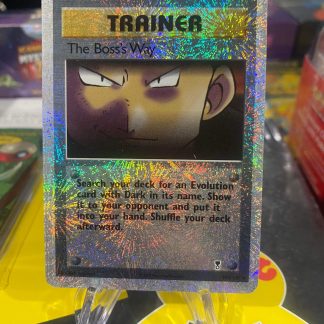 TRAINER
The Boss's Way
Search your deck for an Evolution
card with Dark in its name. Show
it to your opponent and put it
into your hand. Shuffle your deck
afterward.